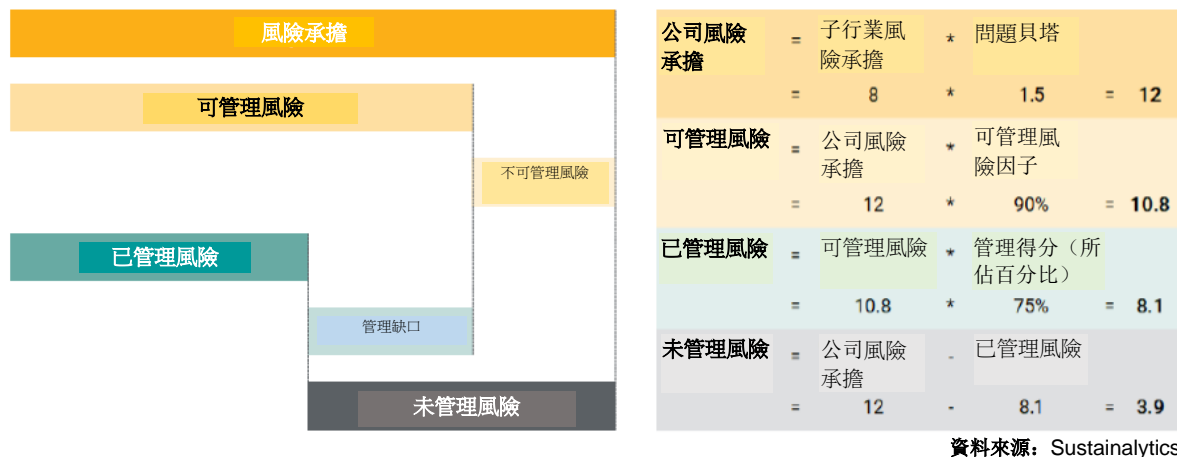 風險承擔
可管理風險
不可管理風險
已管理風險
管理缺口
未管理風險
公司風險承擔 = 子行業風險承擔 * 問題貝塔
= 8 * 1.5 = 12
可管理風險 = 公司風險承擔 * 可管理風險因子
= 12 * 90% = 10.8
已管理風險 = 可管理風險 * 管理得分（所佔百分比）
= 10.8 * 75% = 8.1
未管理風險 = 公司風險承擔 - 已管理風險
= 12 - 8.1 = 3.9
資料來源：Sustainalytics